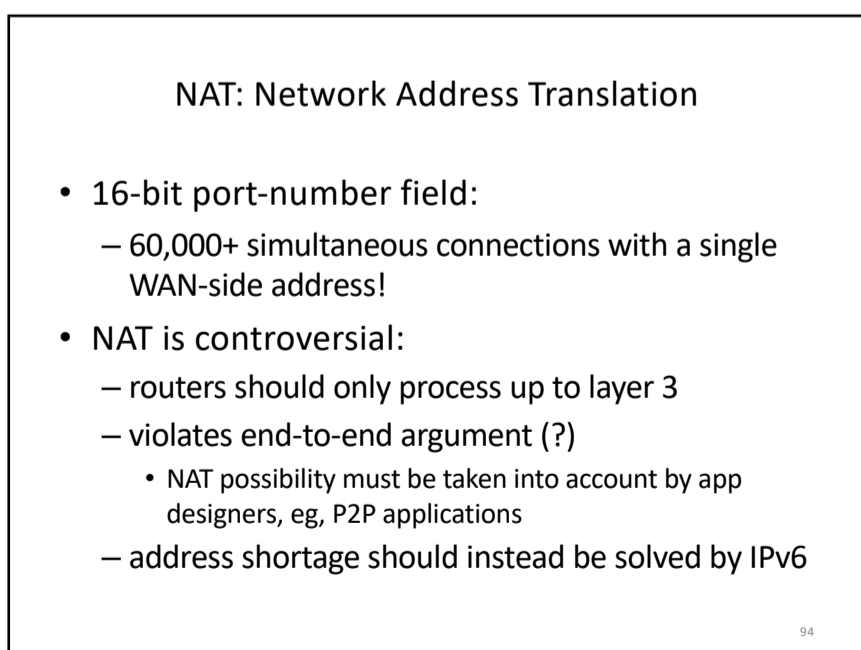 NAT: Network Address Translation
• 16-bit port-number field:
– 60,000+ simultaneous connections with a single
WAN-side address!
• NAT is controversial:
– routers should only process up to layer 3
– violates end-to-end argument (?)
• NAT possibility must be taken into account by app
designers, eg, P2P applications
– address shortage should instead be solved by IPv6
94